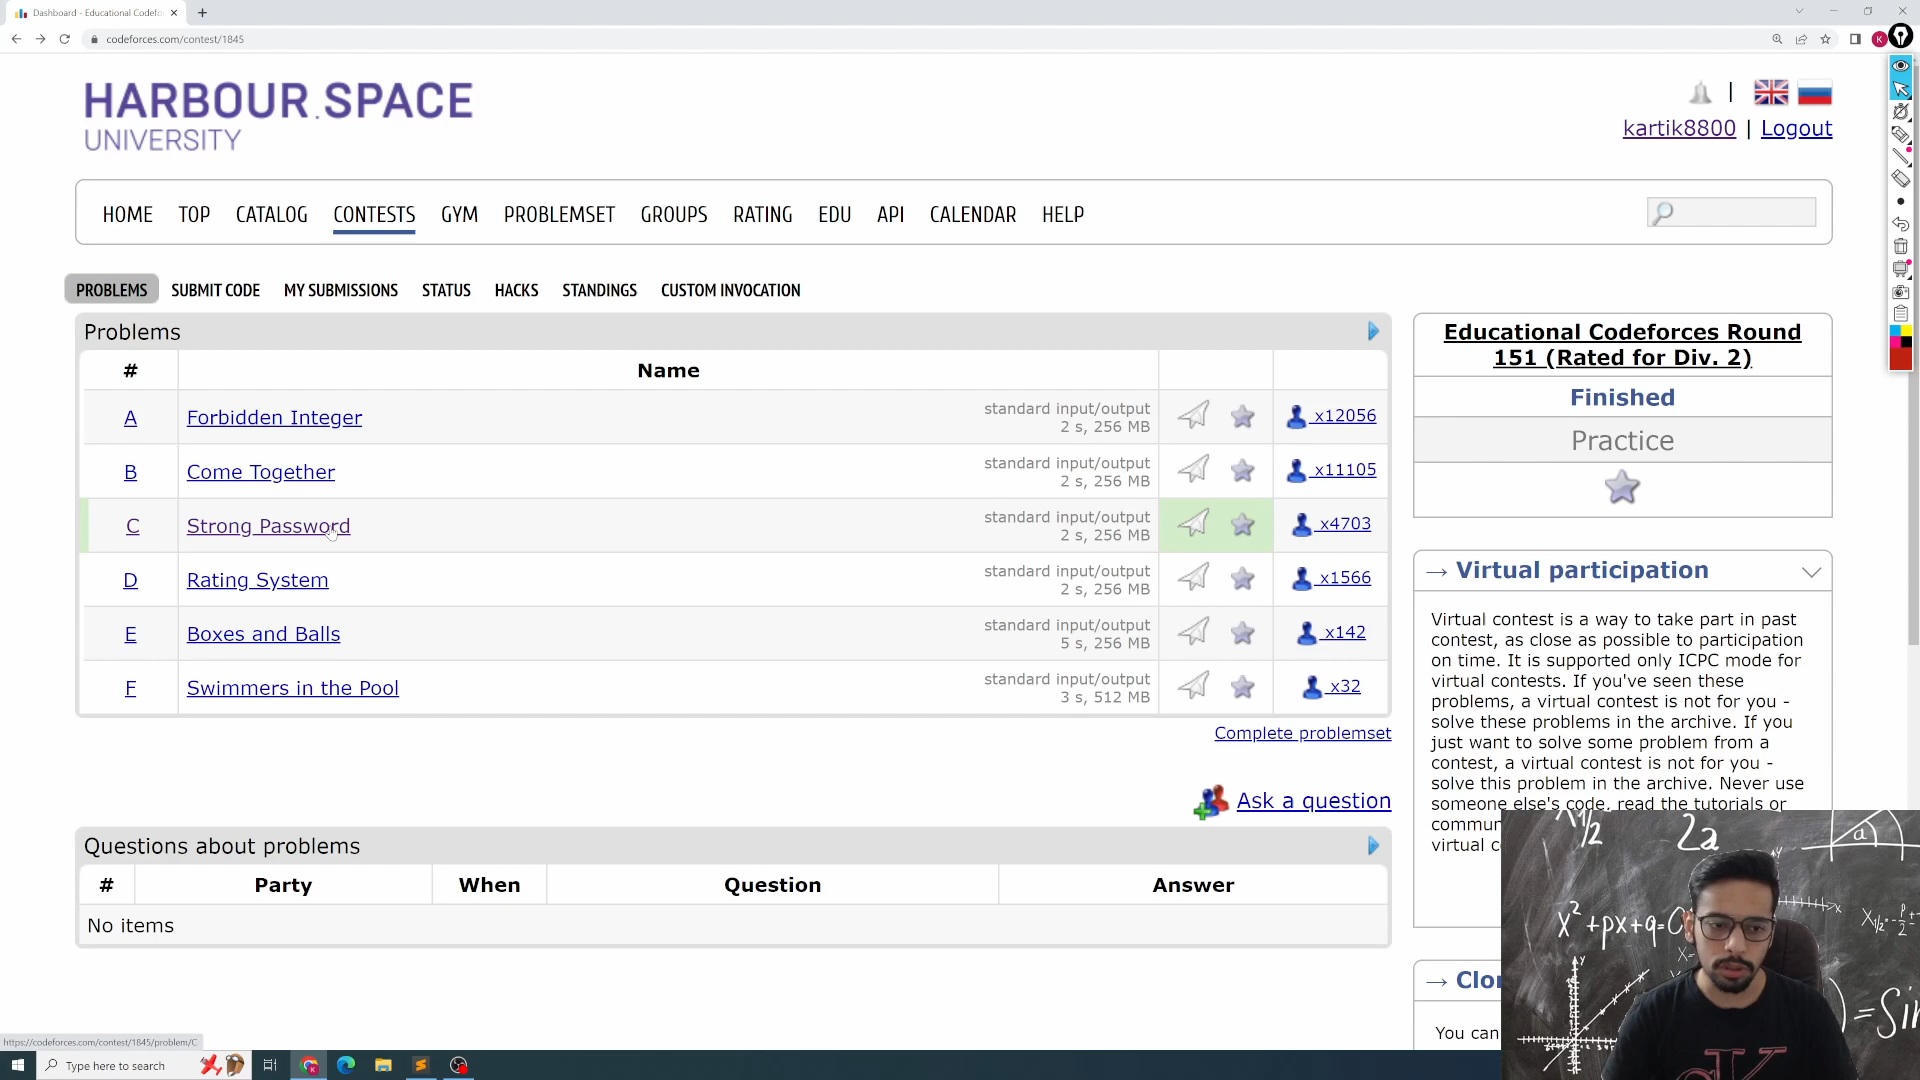 Dashboard - Educational Codefo
codeforces.com/contest/1845
HARBOUR.SPACE
UNIVERSITY
kartik8800 | Logout
HOME TOP CATALOG CONTESTS GYM PROBLEMSET GROUPS RATING EDU API CALENDAR HELP
PROBLEMS SUBMIT CODE MY SUBMISSIONS STATUS HACKS STANDINGS CUSTOM INVOCATION
Problems
# Name
A Forbidden Integer standard input/output x12056
2 s, 256 MB
B Come Together standard input/output x11105
2 s, 256 MB
C Strong Password standard input/output x4703
2 s, 256 MB
D Rating System standard input/output x1566
2 s, 256 MB
E Boxes and Balls standard input/output x142
5 s, 256 MB
F Swimmers in the Pool standard input/output x32
3 s, 512 MB
Complete problemset
Ask a question
Questions about problems
# Party When Question Answer
No items
Educational Codeforces Round
151 (Rated for Div. 2)
Finished
Practice
→ Virtual participation
Virtual contest is a way to take part in past
contest, as close as possible to participation
on time. It is supported only ICPC mode for
virtual contests. If you've seen these
problems, a virtual contest is not for you -
solve these problems in the archive. If you
just want to solve some problem from a
contest, a virtual contest is not for you -
solve this problem in the archive. Never use
someone else's code, read the tutorials or
commun
virtual c
→ Clo
You can
2a
a
x² +px+q=0
=Sin
K
https://codeforces.com/contest/1845/problem/C
Type here to search